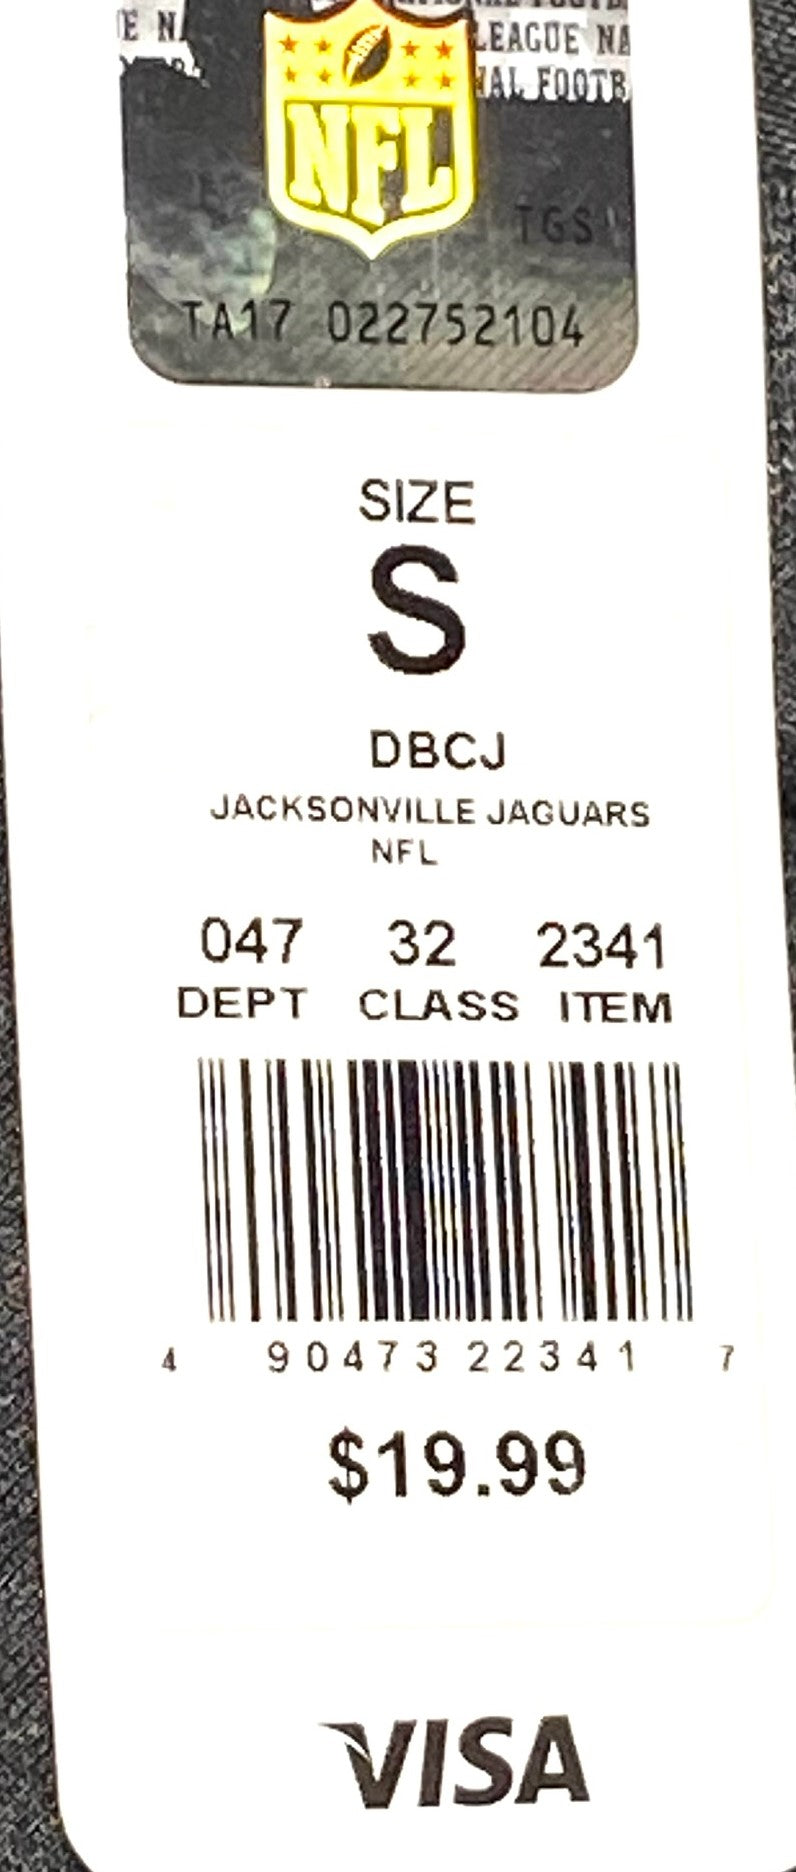 E N
LEAGUE NA
NAL FOOTB
NFL
TGS
TA17 022752104
SIZE
S
DBCJ
JACKSONVILLE JAGUARS
NFL
047 32 2341
DEPT CLASS ITEM
4 90473 22341 7
$19.99
VISA